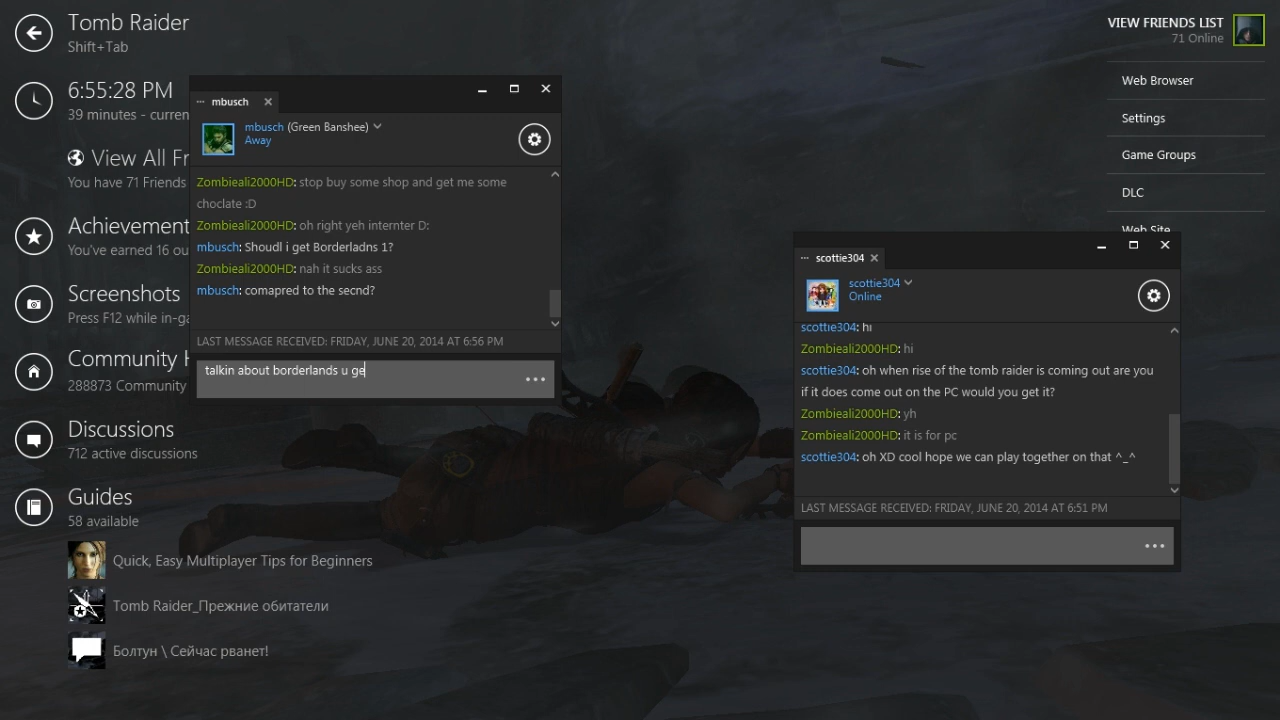 Tomb Raider
Shift+Tab
6:55:28 PM
39 minutes - curren
View All Fr
You have 71 Friends
Achievement
You've earned 16 ou
Screenshots
Press F12 while in-ga
Community H
288873 Community
Discussions
712 active discussions
Guides
58 available
Quick, Easy Multiplayer Tips for Beginners
Tomb Raider_Прежние обитатели
Болтун \ Сейчас рванет!
mbusch
mbusch (Green Banshee)
Away
Zombieali2000HD: stop buy some shop and get me some
choclate :D
Zombieali2000HD: oh right yeh internter D:
mbusch: Shoudl i get Borderladns 1?
Zombieali2000HD: nah it sucks ass
mbusch: comapred to the secnd?
LAST MESSAGE RECEIVED: FRIDAY, JUNE 20, 2014 AT 6:56 PM
talkin about borderlands u ge
VIEW FRIENDS LIST
71 Online
Web Browser
Settings
Game Groups
DLC
Web Site
scottie304
scottie304
Online
scottie304: hi
Zombieali2000HD: hi
scottie304: oh when rise of the tomb raider is coming out are you
if it does come out on the PC would you get it?
Zombieali2000HD: yh
Zombieali2000HD: it is for pc
scottie304: oh XD cool hope we can play together on that ^_^
LAST MESSAGE RECEIVED: FRIDAY, JUNE 20, 2014 AT 6:51 PM